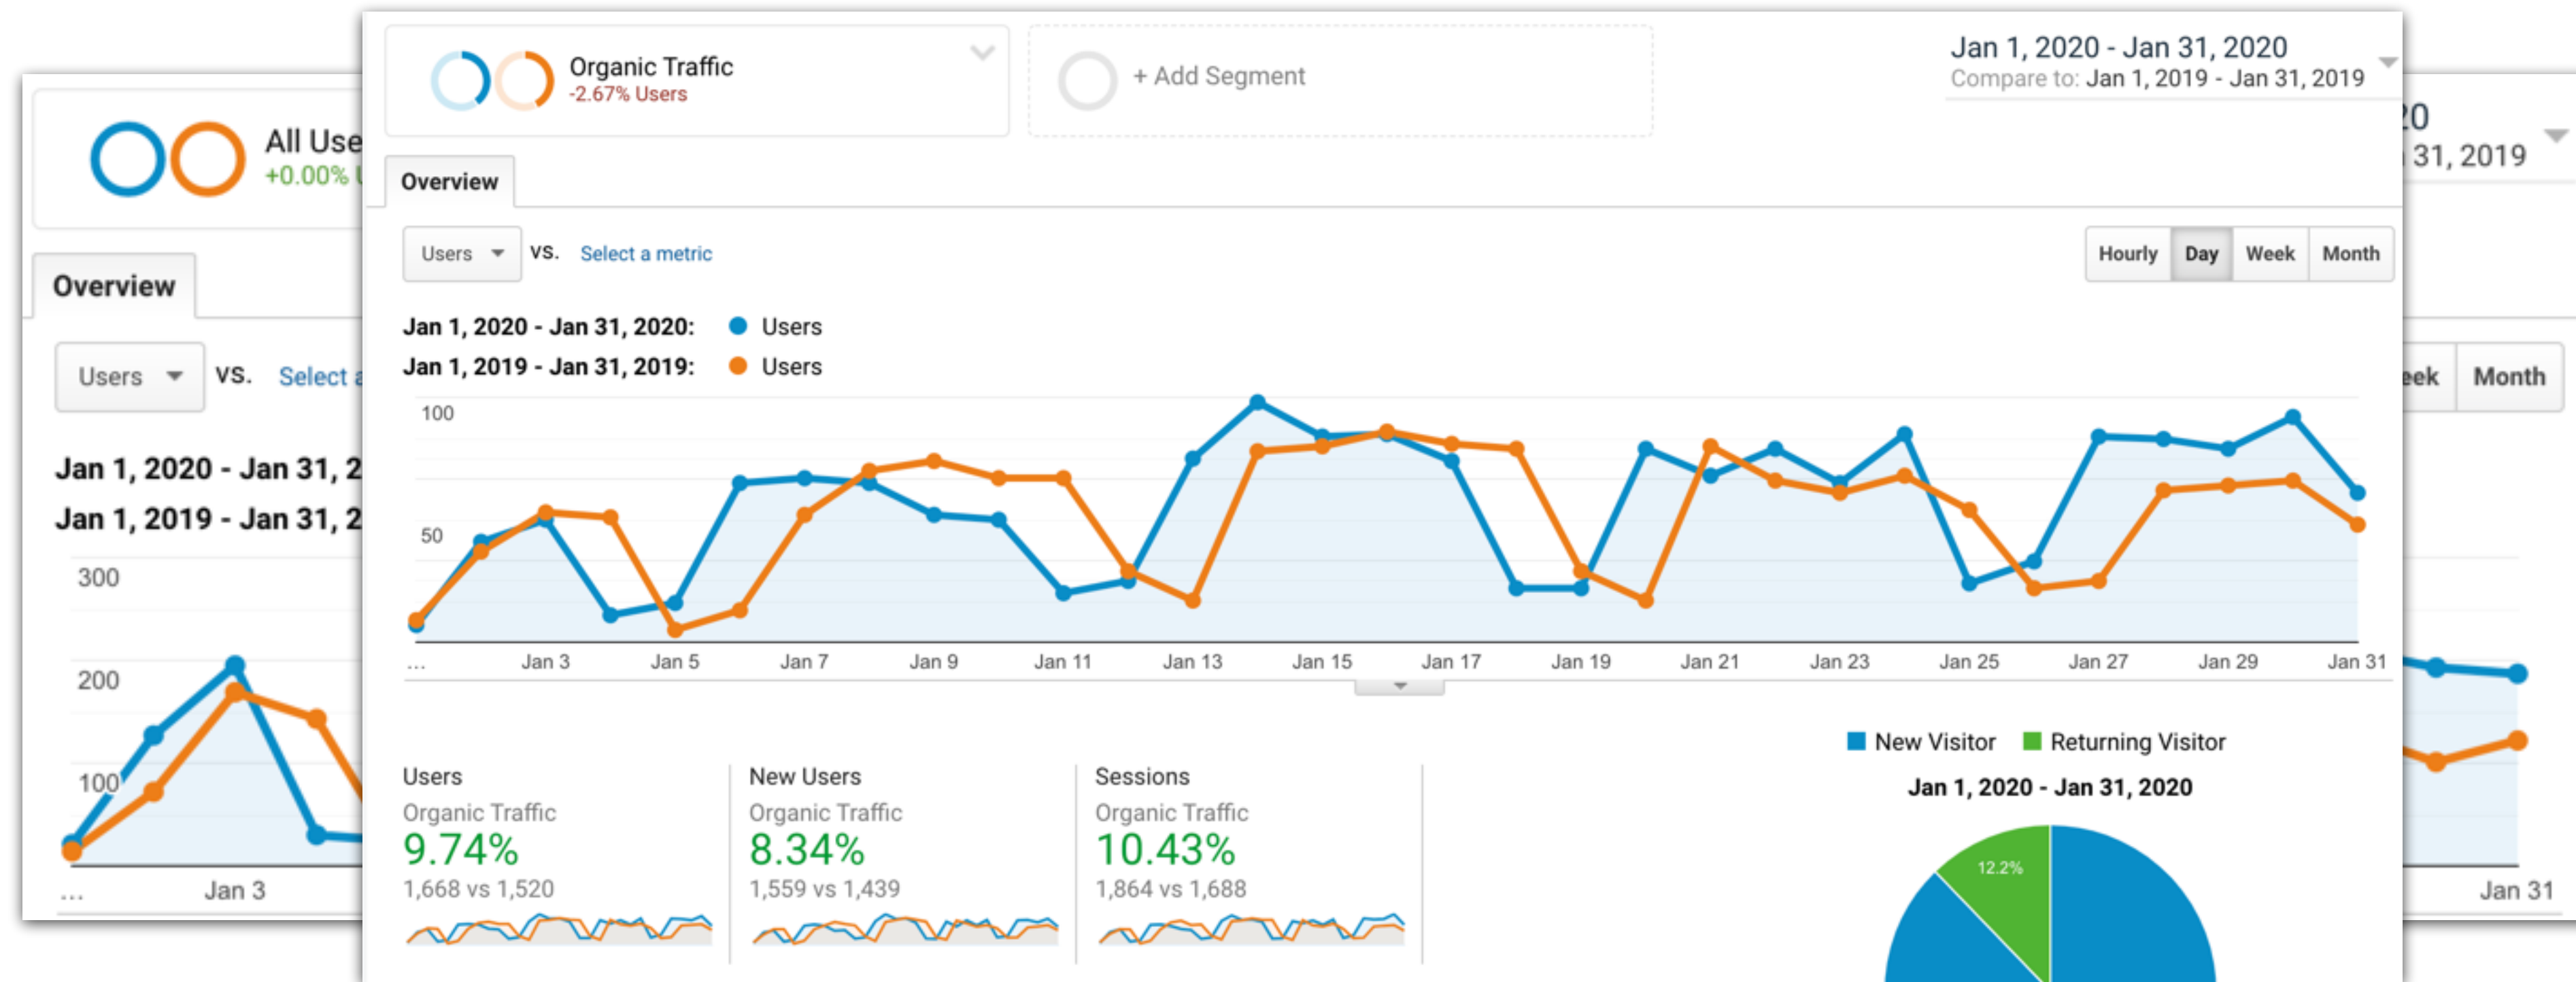 Organic Traffic
-2.67% Users
+ Add Segment
Jan 1, 2020 - Jan 31, 2020
Compare to: Jan 1, 2019 - Jan 31, 2019
Overview
Users VS. Select a metric
Hourly Day Week Month
Jan 1, 2020 - Jan 31, 2020: Users
Jan 1, 2019 - Jan 31, 2019: Users
100
50
... Jan 3 Jan 5 Jan 7 Jan 9 Jan 11 Jan 13 Jan 15 Jan 17 Jan 19 Jan 21 Jan 23 Jan 25 Jan 27 Jan 29 Jan 31
Users
Organic Traffic
9.74%
1,668 vs 1,520
New Users
Organic Traffic
8.34%
1,559 vs 1,439
Sessions
Organic Traffic
10.43%
1,864 vs 1,688
New Visitor Returning Visitor
Jan 1, 2020 - Jan 31, 2020
12.2%
All Use
+0.00%
Overview
Users VS. Select
Jan 1, 2020 - Jan 31, 2
Jan 1, 2019 - Jan 31, 2
300
200
100
... Jan 3
20
31, 2019
eek Month
Jan 31